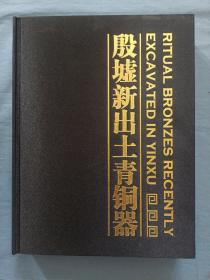 殷墟新出土青铜器
RITUAL BRONZES RECENTLY
EXCAVATED IN YINXU